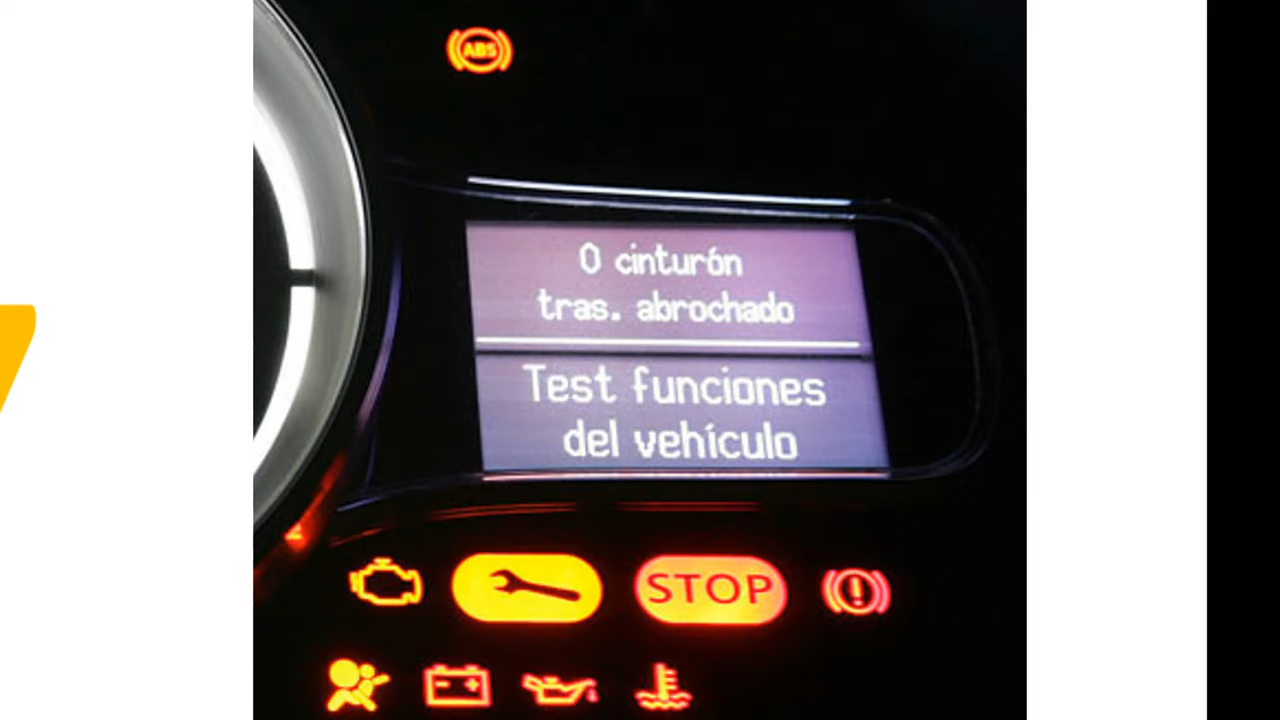 ABS
0 cinturón
tras. abrochado
Test funciones
del vehículo
STOP